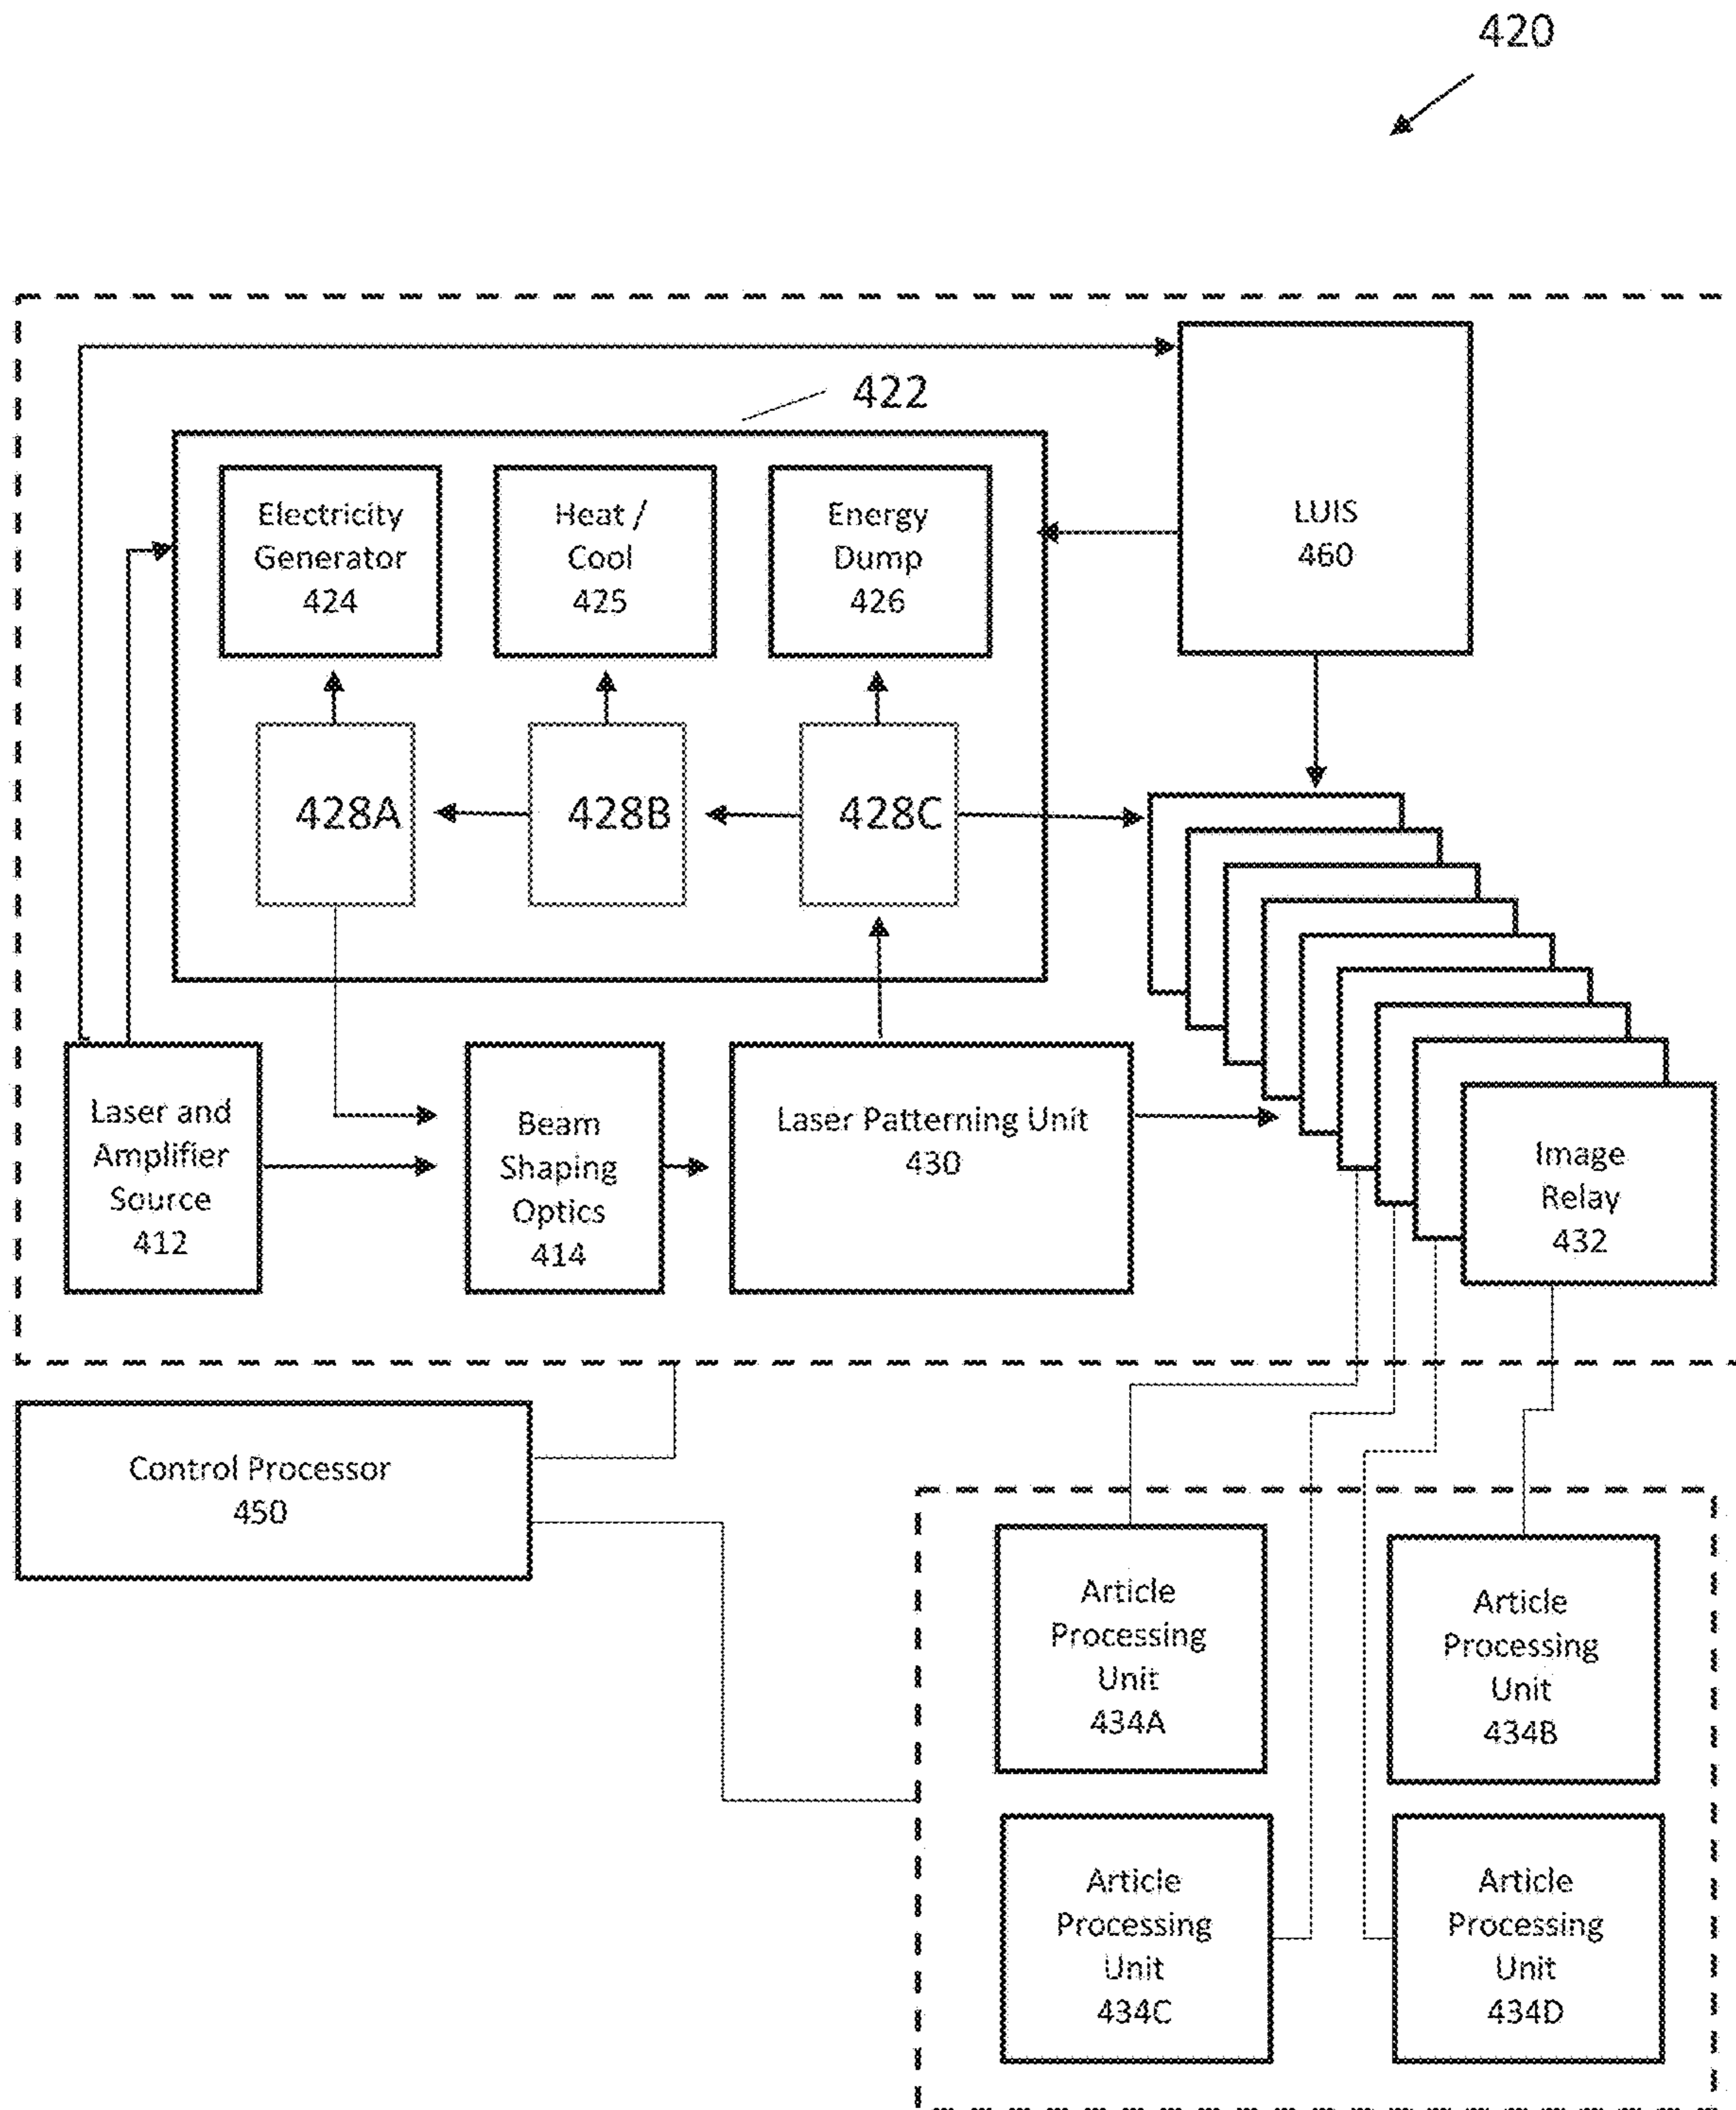 420
422
Electricity
Generator
424
Heat /
Cool
425
Energy
Dump
426
LUIS
460
428A
428B
428C
Laser and
Amplifier
Source
412
Beam
Shaping
Optics
414
Laser Patterning Unit
430
Image
Relay
432
Control Processor
450
Article
Processing
Unit
434A
Article
Processing
Unit
434B
Article
Processing
Unit
434C
Article
Processing
Unit
434D